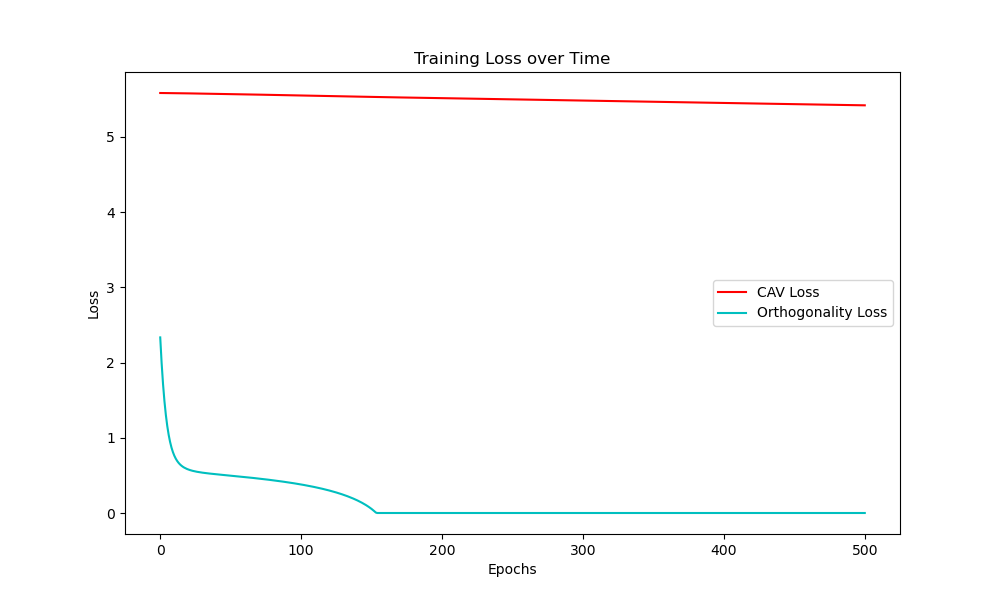 Training Loss over Time
Loss
5
4
3
2
1
0
CAV Loss
Orthogonality Loss
0 100 200 300 400 500
Epochs